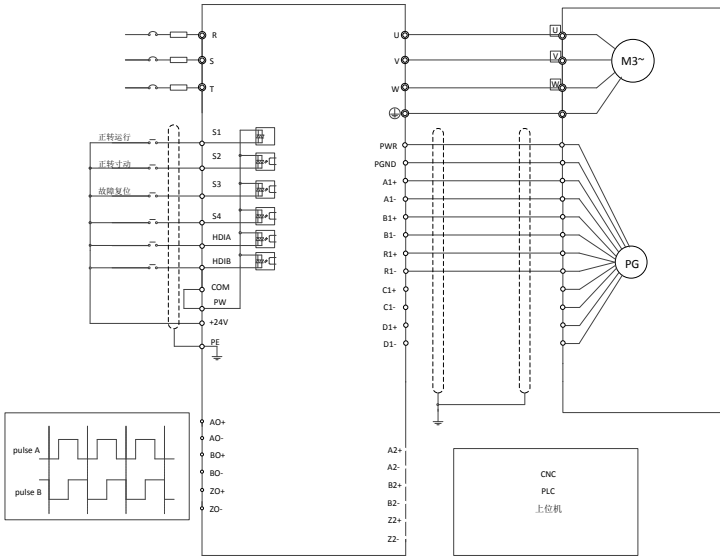 R
S
T
正转运行
S1
正转寸动
S2
故障复位
S3
S4
HDIA
HDIB
COM
PW
+24V
PE
U
V
W
PWR
PGND
A1+
A1-
B1+
B1-
R1+
R1-
C1+
C1-
D1+
D1-
U
V
W
M3~
PG
pulse A
pulse B
AO+
AO-
BO+
BO-
ZO+
ZO-
A2+
A2-
B2+
B2-
Z2+
Z2-
CNC
PLC
上位机